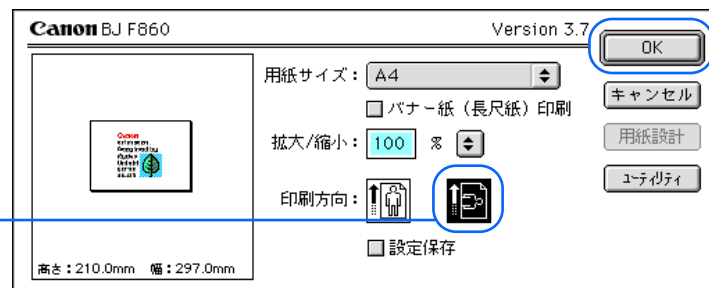 Canon BJ F860
Version 3.7
OK
用紙サイズ：
A4
バナー紙（長尺紙）印刷
キャンセル
拡大/縮小：
100
%
用紙設計
印刷方向：
ユーティリティ
設定保存
Canon
高さ：210.0mm 幅：297.0mm